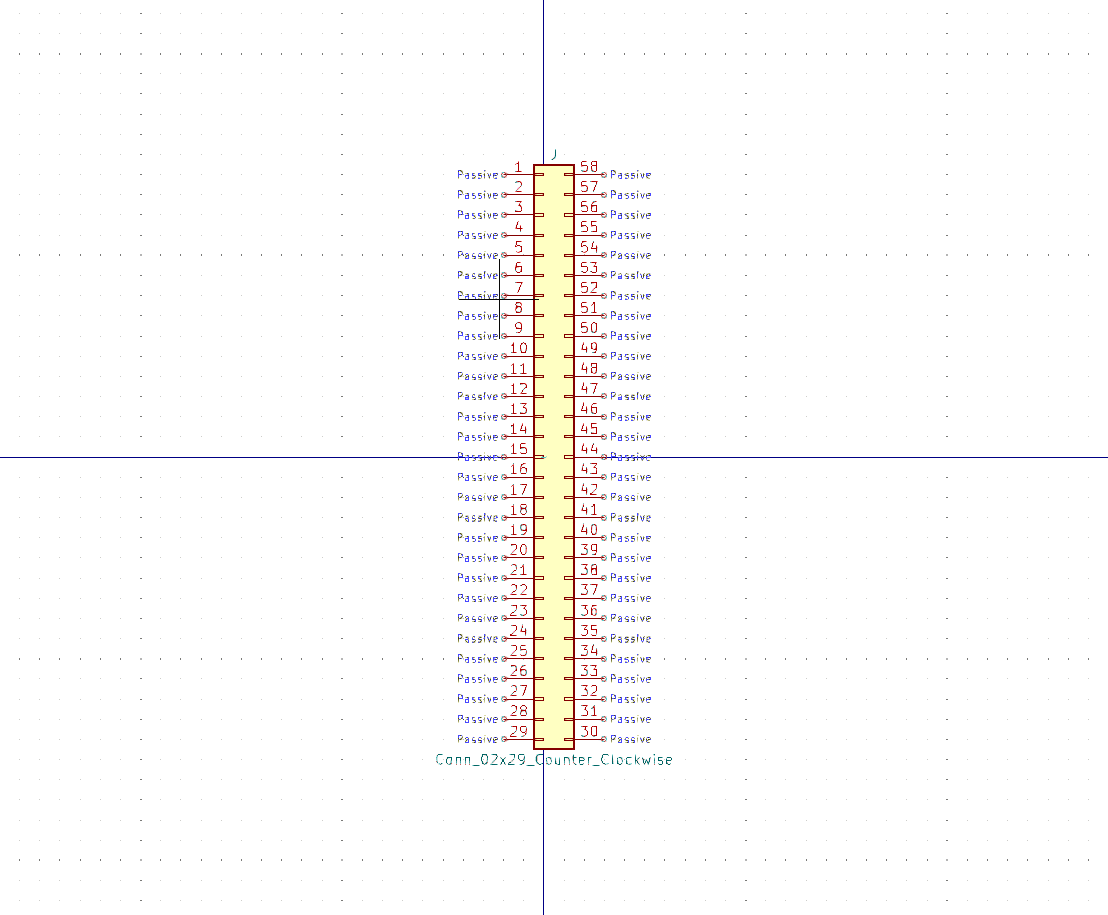 J
Passive 1 58 Passive
Passive 2 57 Passive
Passive 3 56 Passive
Passive 4 55 Passive
Passive 5 54 Passive
Passive 6 53 Passive
Passive 7 52 Passive
Passive 8 51 Passive
Passive 9 50 Passive
Passive 10 49 Passive
Passive 11 48 Passive
Passive 12 47 Passive
Passive 13 46 Passive
Passive 14 45 Passive
Passive 15 44 Passive
Passive 16 43 Passive
Passive 17 42 Passive
Passive 18 41 Passive
Passive 19 40 Passive
Passive 20 39 Passive
Passive 21 38 Passive
Passive 22 37 Passive
Passive 23 36 Passive
Passive 24 35 Passive
Passive 25 34 Passive
Passive 26 33 Passive
Passive 27 32 Passive
Passive 28 31 Passive
Passive 29 30 Passive
Conn_02x29_Counter_Clockwise